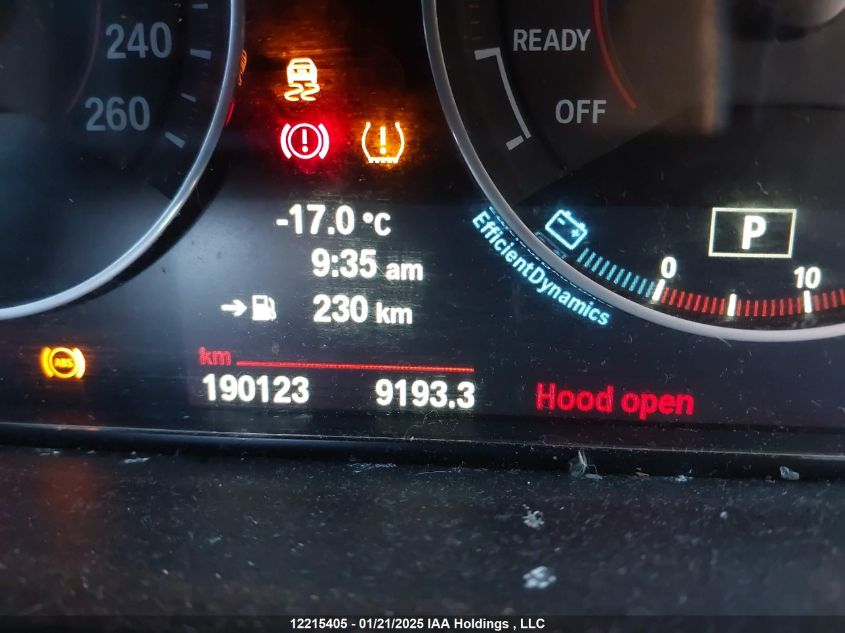 240
260
READY
OFF
-17.0 °C
9:35 am
230 km
EfficientDynamics
P
0
10
ABS
km
190123 9193.3
Hood open
12215405 - 01/21/2025 IAA Holdings , LLC